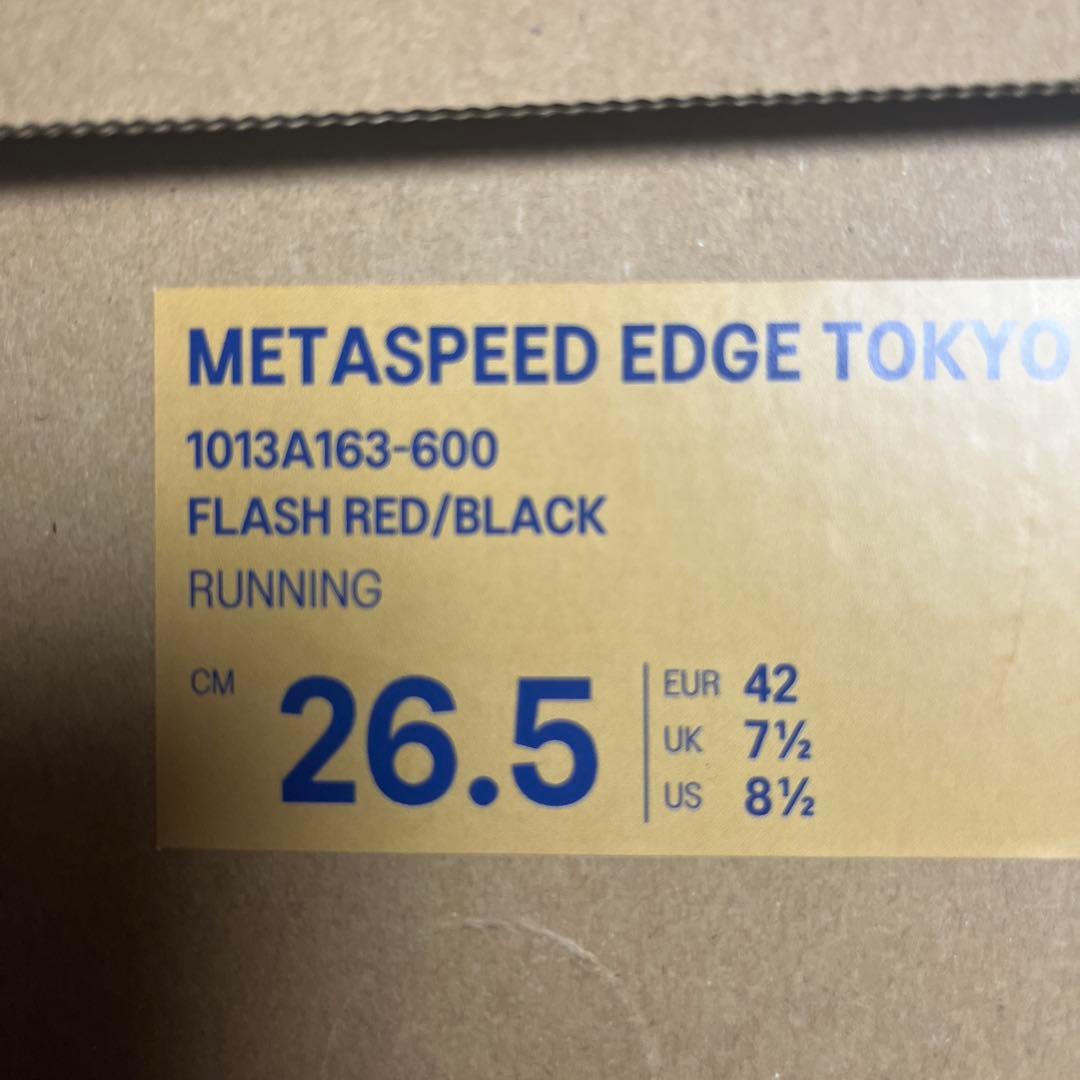 METASPEED EDGE TOKYO
1013A163-600
FLASH RED/BLACK
RUNNING
CM 26.5
EUR 42
UK 7½
US 8½